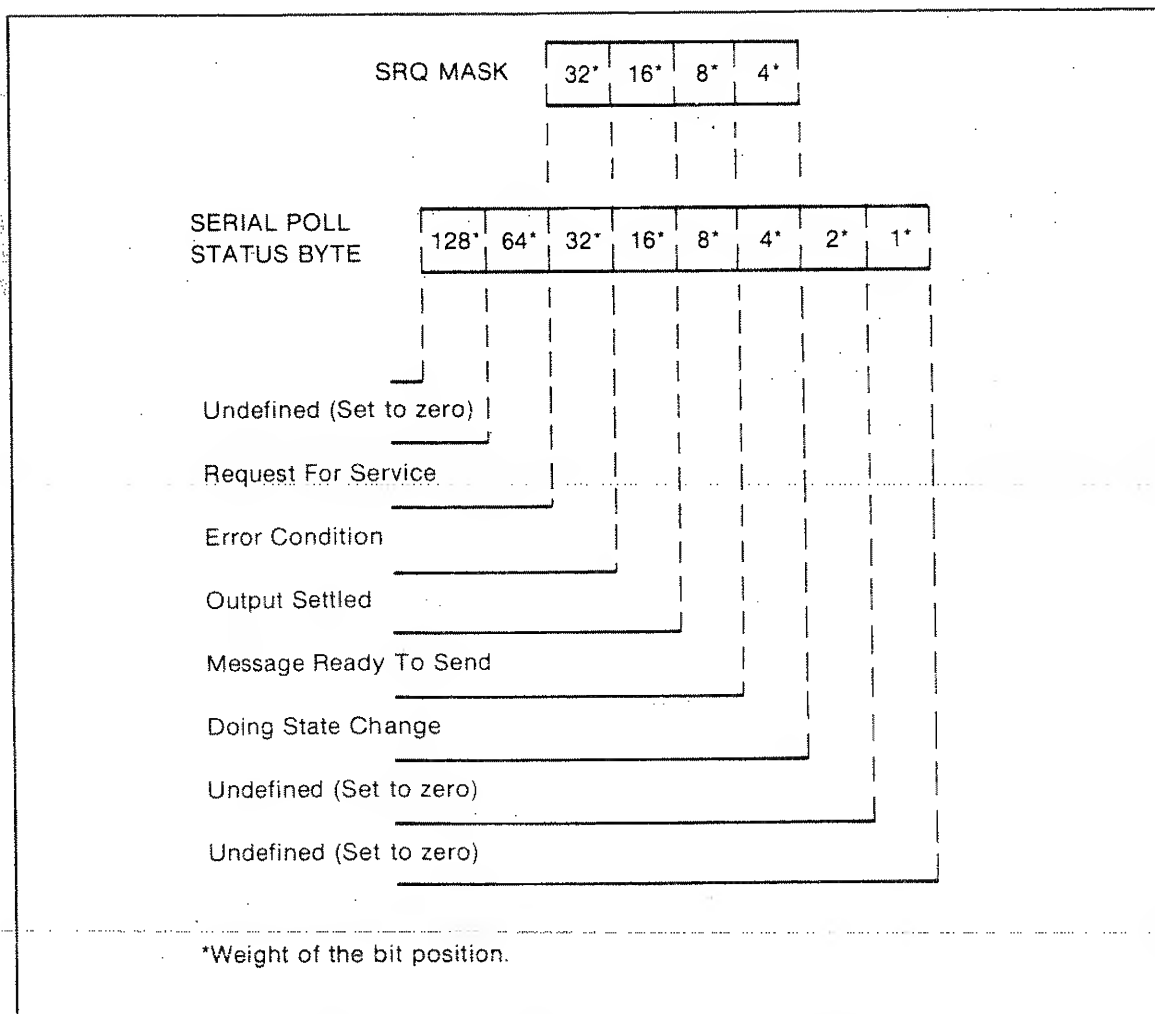 SRQ MASK 32* 16* 8* 4*
SERIAL POLL
STATUS BYTE 128* 64* 32* 16* 8* 4* 2* 1*
Undefined (Set to zero)
Request For Service
Error Condition
Output Settled
Message Ready To Send
Doing State Change
Undefined (Set to zero)
Undefined (Set to zero)
*Weight of the bit position.